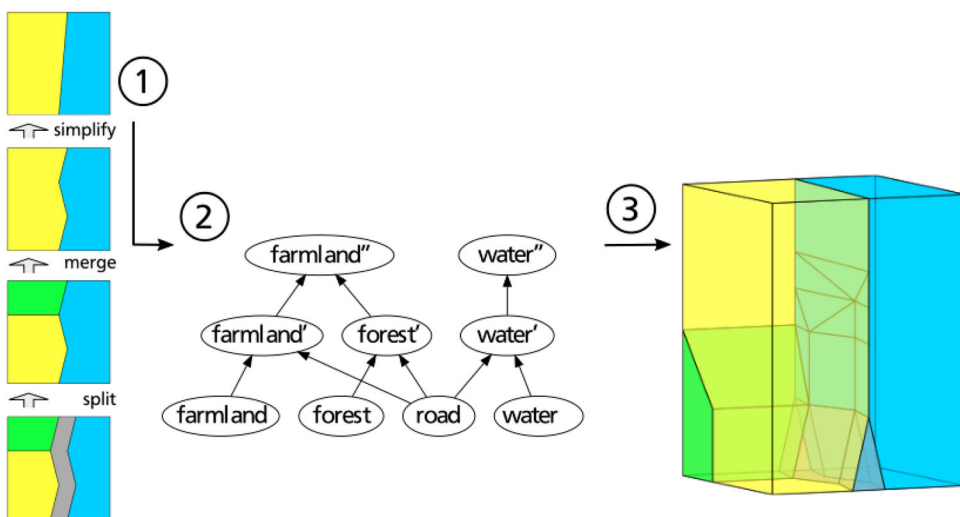 1
simplify
merge
split
2
farmland″ water″
farmland′ forest′ water′
farmland forest road water
3